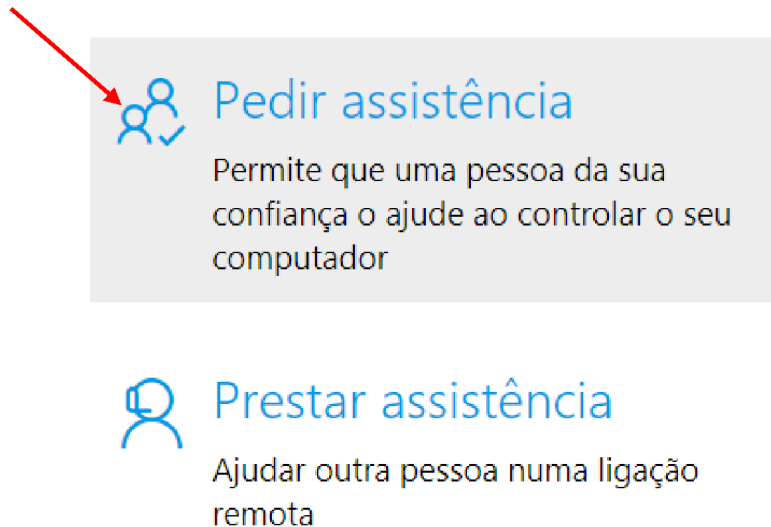 Pedir assistência
Permite que uma pessoa da sua
confiança o ajude ao controlar o seu
computador
Prestar assistência
Ajudar outra pessoa numa ligação
remota